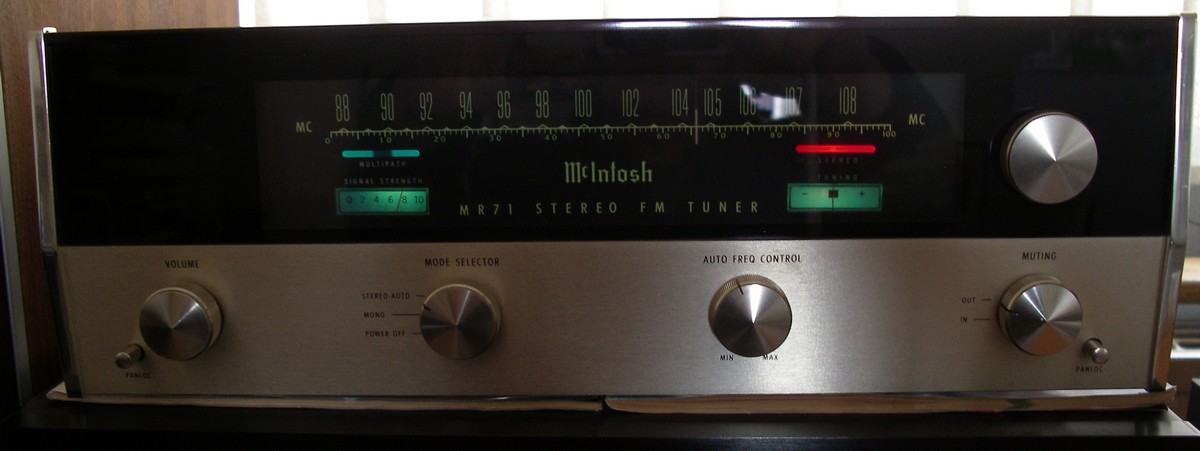 88 90 92 94 96 98 100 102 104 105 106 107 108
MC MC
0 10 20 30 40 50 60 70 80 90 100
MULTIPATH STEREO
SIGNAL STRENGTH TUNING
McIntosh
0 2 4 6 8 10 - +
MR71 STEREO FM TUNER
VOLUME MODE SELECTOR AUTO FREQ CONTROL MUTING
STEREO-AUTO
MONO
POWER OFF
OUT
IN
MIN MAX
PANLOC PANLOC